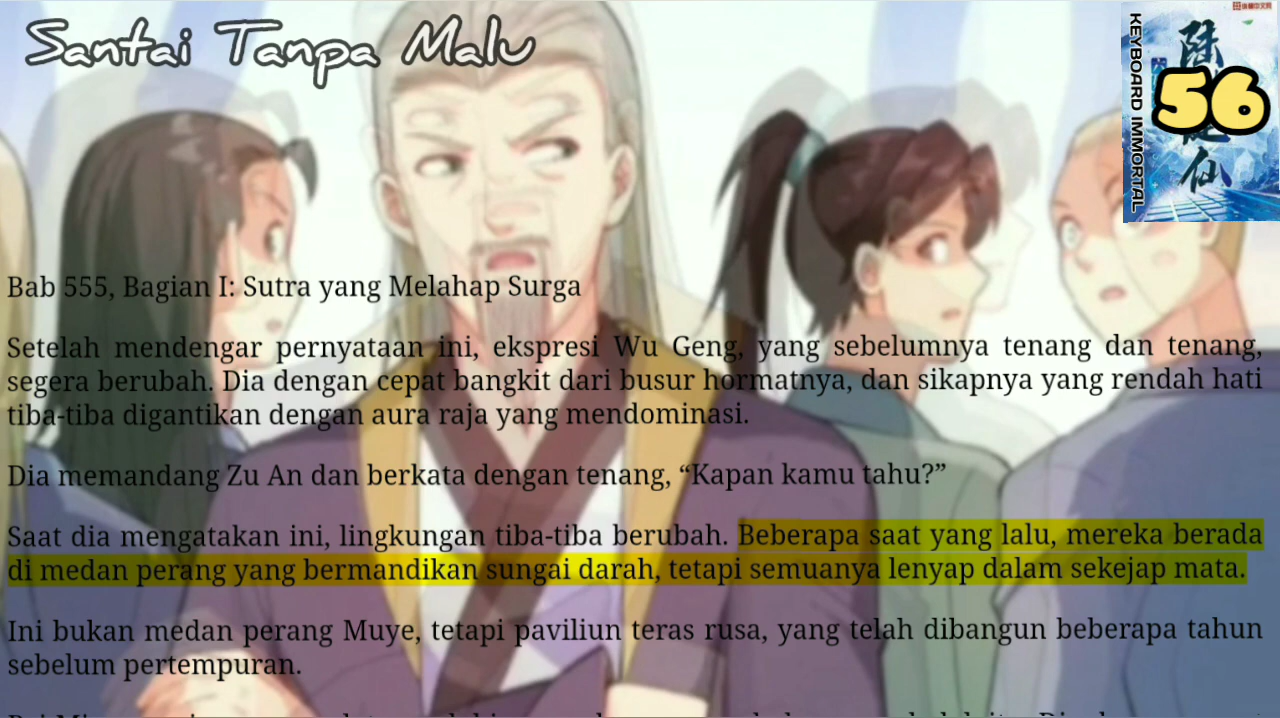 Santai Tanpa Malu
KEYBOARD IMMORTAL
56
Bab 555, Bagian I: Sutra yang Melahap Surga
Setelah mendengar pernyataan ini, ekspresi Wu Geng, yang sebelumnya tenang dan tenang,
segera berubah. Dia dengan cepat bangkit dari busur hormatnya, dan sikapnya yang rendah hati
tiba-tiba digantikan dengan aura raja yang mendominasi.
Dia memandang Zu An dan berkata dengan tenang, “Kapan kamu tahu?”
Saat dia mengatakan ini, lingkungan tiba-tiba berubah. Beberapa saat yang lalu, mereka berada
di medan perang yang bermandikan sungai darah, tetapi semuanya lenyap dalam sekejap mata.
Ini bukan medan perang Muye, tetapi paviliun teras rusa, yang telah dibangun beberapa tahun
sebelum pertempuran.